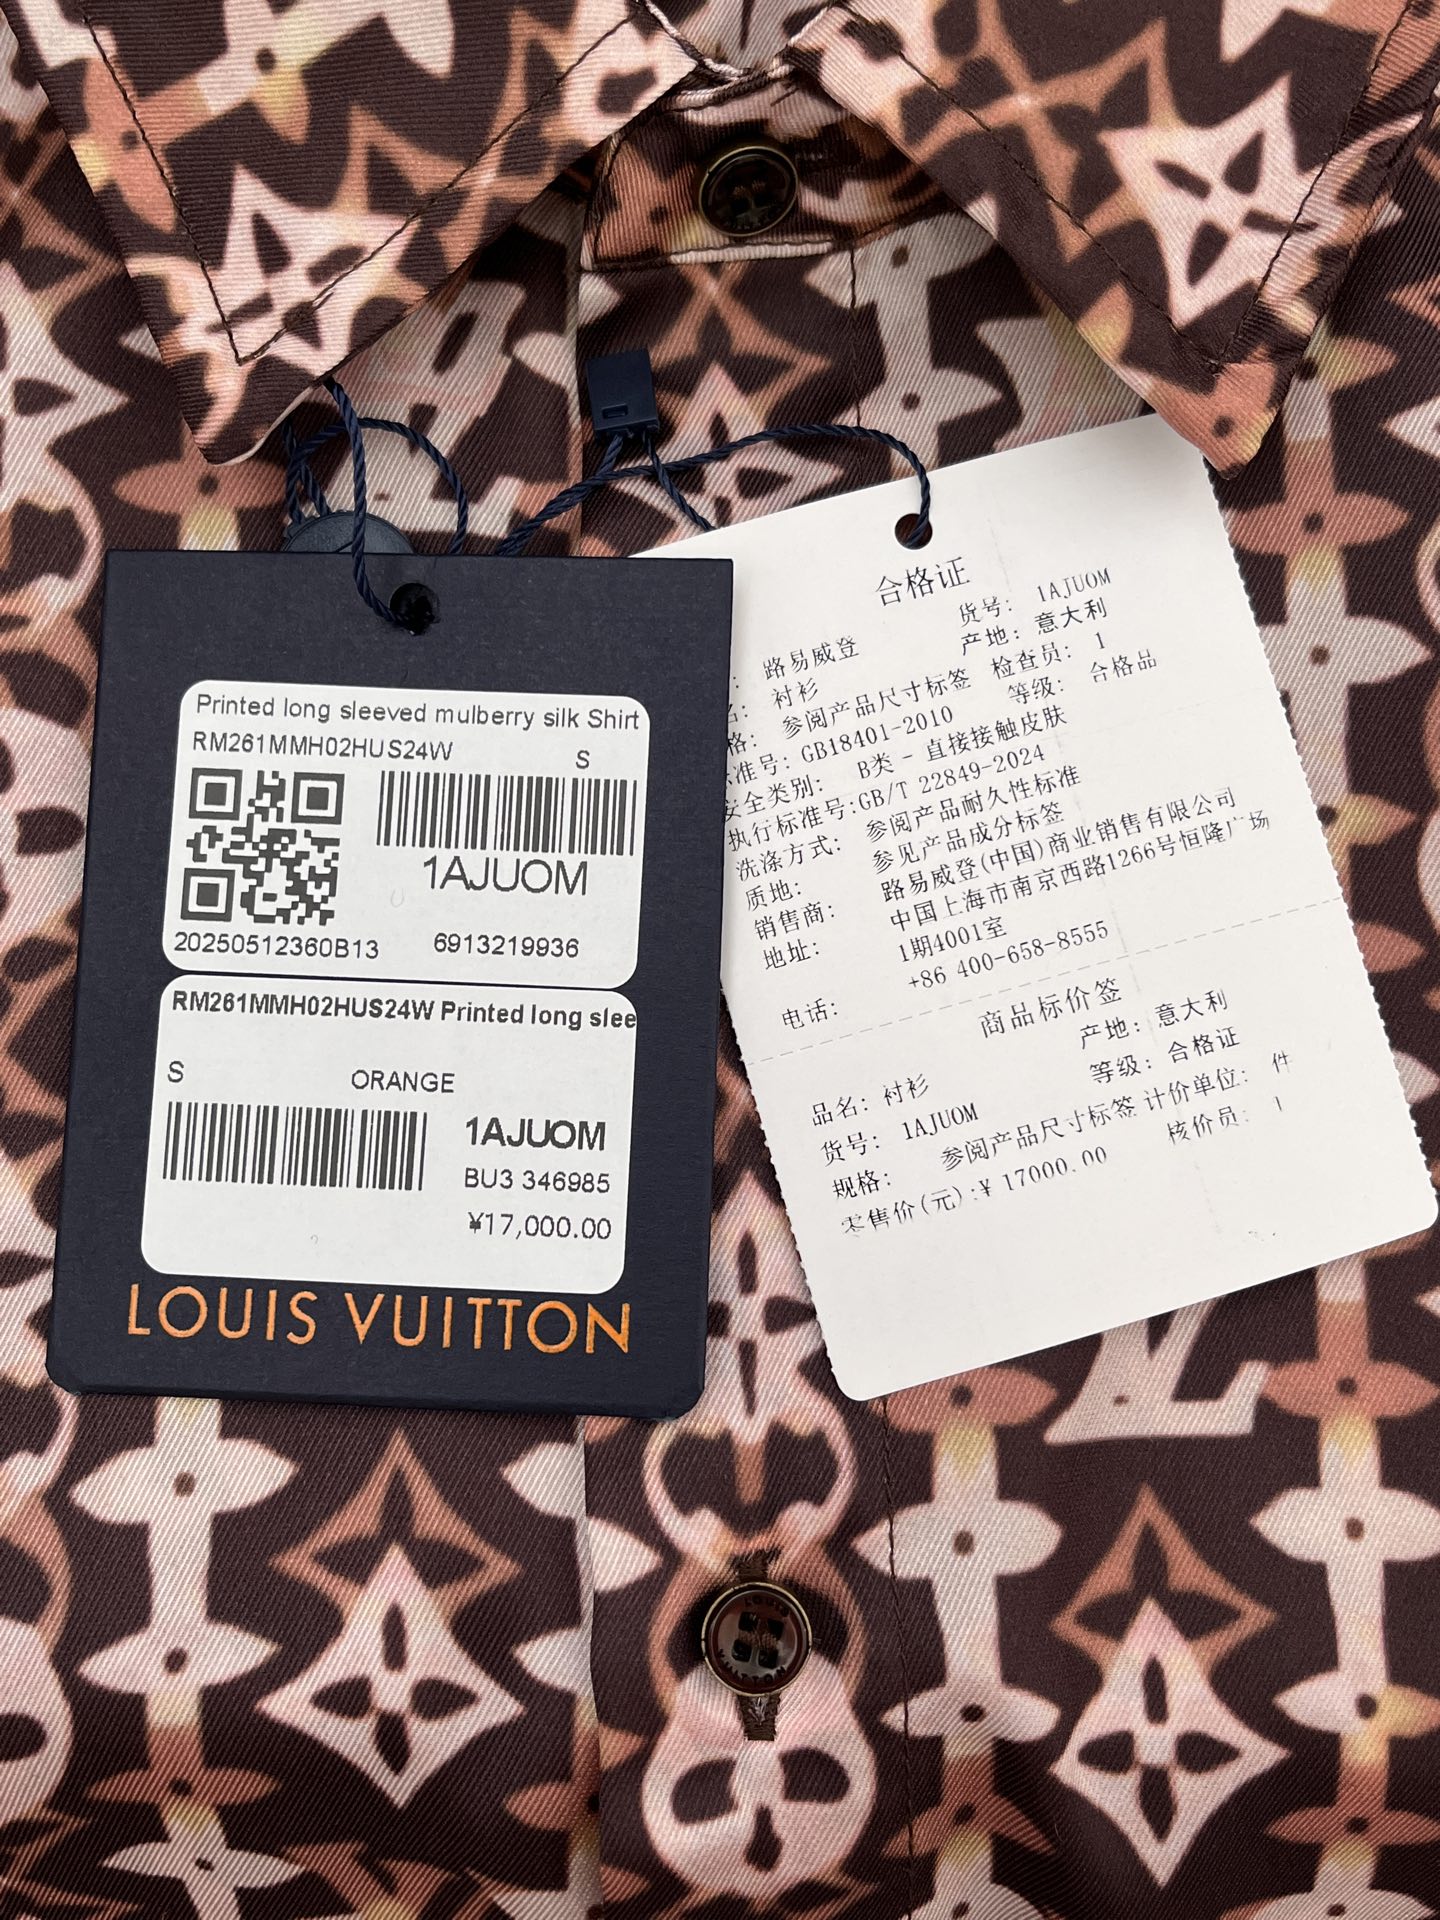 Printed long sleeved mulberry silk Shirt
RM261MMH02HUS24W S
1AJUOM
20250512360B13 6913219936
RM261MMH02HUS24W Printed long slee
S ORANGE
1AJUOM
BU3 346985
¥17,000.00
LOUIS VUITTON
合格证
货号: 1AJUOM
: 路易威登 产地: 意大利
: 衬衫 检查员: 1
格: 参阅产品尺寸标签 等级: 合格品
准号: GB18401-2010
安全类别: B类 - 直接接触皮肤
执行标准号:GB/T 22849-2024
洗涤方式: 参阅产品耐久性标准
质地: 参见产品成分标签
销售商: 路易威登(中国)商业销售有限公司
地址: 中国上海市南京西路1266号恒隆广场
1期4001室
电话: +86 400-658-8555
商品标价签
产地: 意大利
品名: 衬衫 等级: 合格证
货号: 1AJUOM 计价单位: 件
规格: 参阅产品尺寸标签 核价员: 1
零售价(元):¥ 17000.00
LOUIS
VUITTON